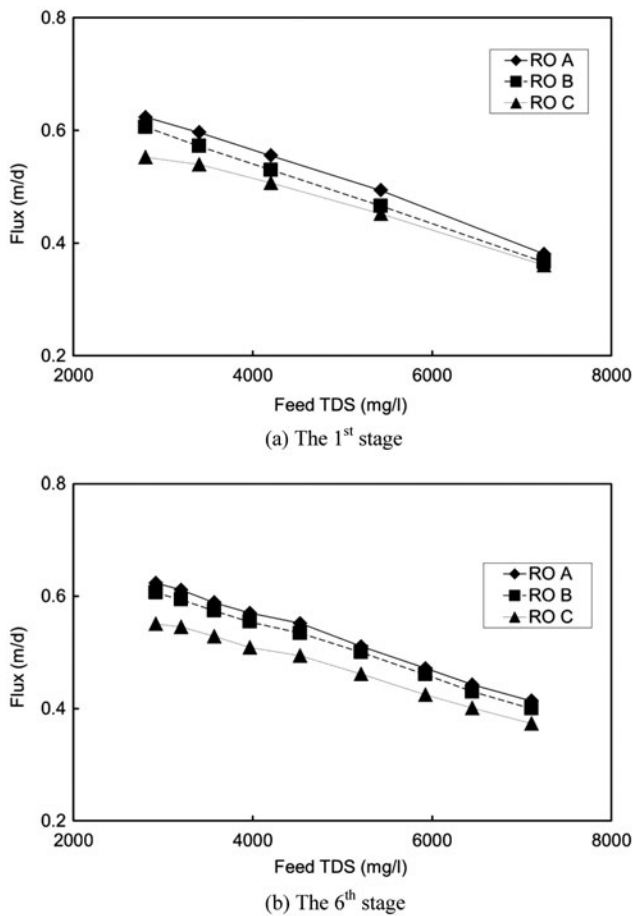 0.8
0.6
0.4
0.2
Flux (m/d)
RO A
RO B
RO C
2000 4000 6000 8000
Feed TDS (mg/l)
(a) The 1st stage
0.8
0.6
0.4
0.2
Flux (m/d)
RO A
RO B
RO C
2000 4000 6000 8000
Feed TDS (mg/l)
(b) The 6th stage